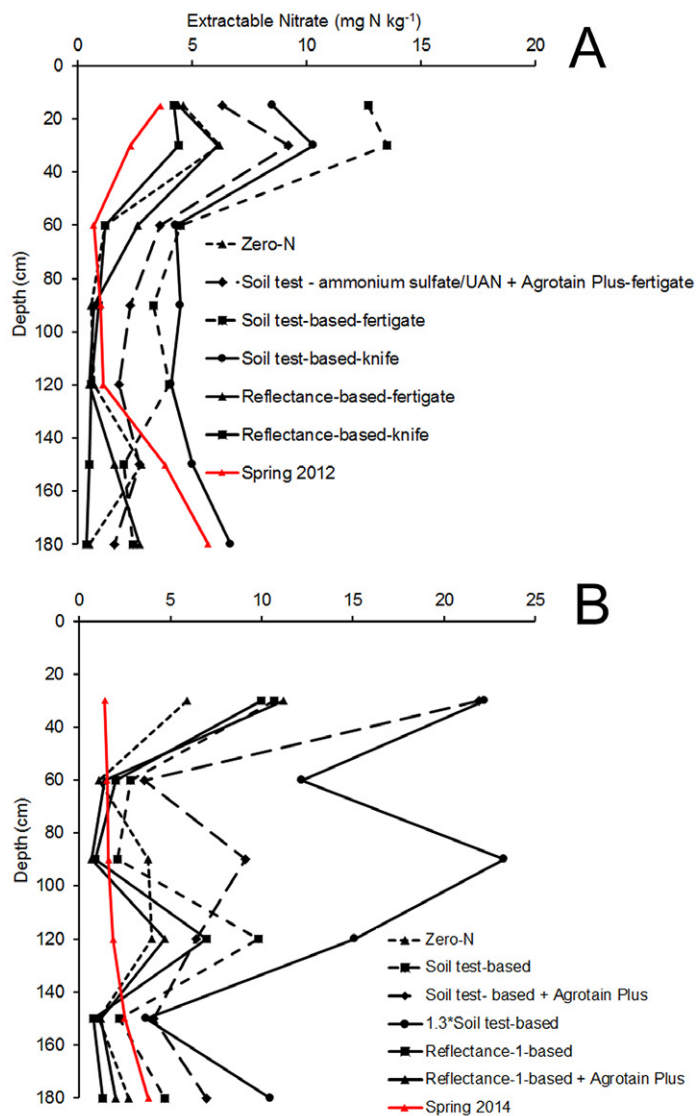 Extractable Nitrate (mg N kg⁻¹)
0 5 10 15 20
A
0
20
40
60
80
100
120
140
160
180
Depth (cm)
Zero-N
Soil test - ammonium sulfate/UAN + Agrotain Plus-fertigate
Soil test-based-fertigate
Soil test-based-knife
Reflectance-based-fertigate
Reflectance-based-knife
Spring 2012
B
0 5 10 15 20 25
0
20
40
60
80
100
120
140
160
180
Depth (cm)
Zero-N
Soil test-based
Soil test- based + Agrotain Plus
1.3*Soil test-based
Reflectance-1-based
Reflectance-1-based + Agrotain Plus
Spring 2014